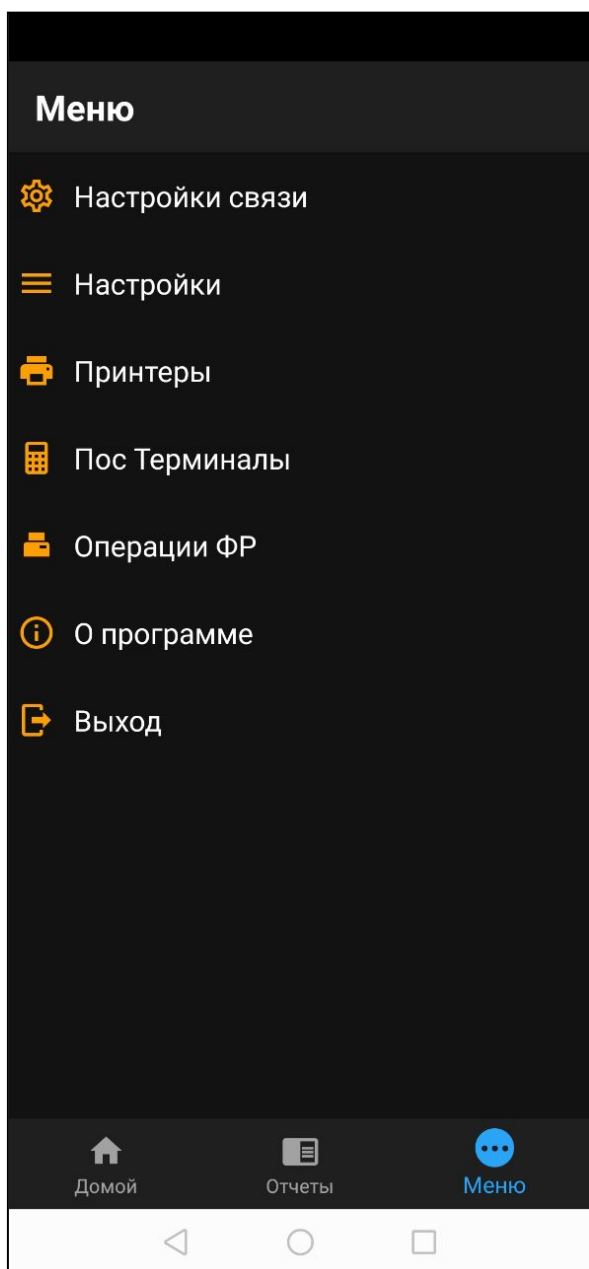 Меню
Настройки связи
Настройки
Принтеры
Пос Терминалы
Операции ФР
О программе
Выход
Домой
Отчеты
Меню